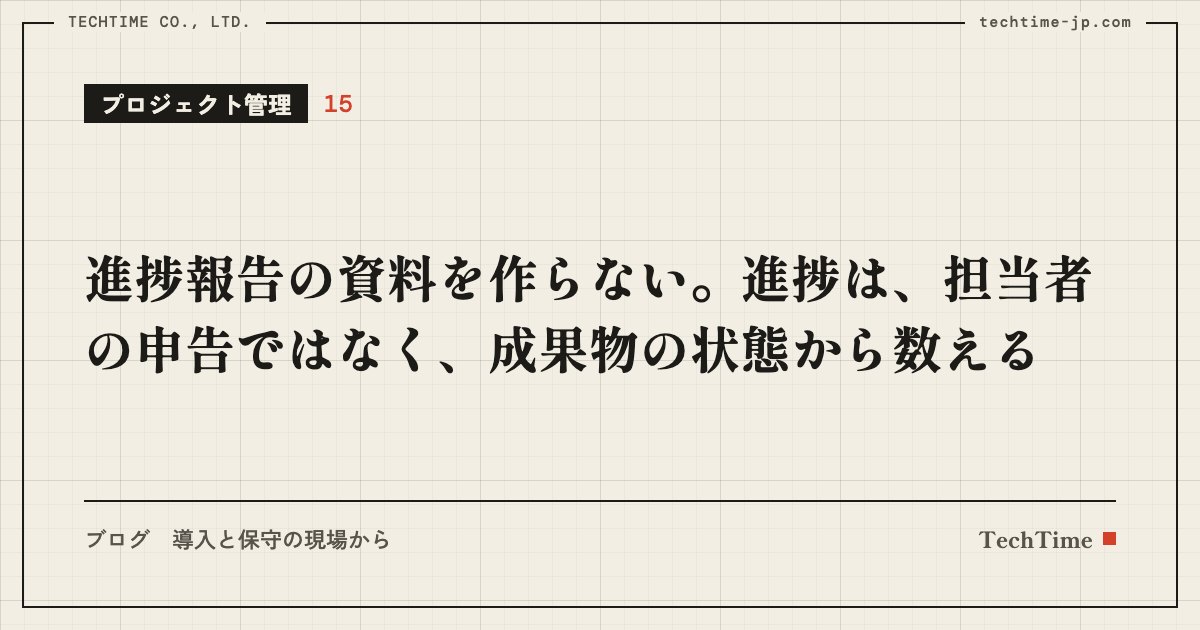 TECHTIME CO., LTD.
techtime-jp.com
プロジェクト管理 15
進捗報告の資料を作らない。進捗は、担当者
の申告ではなく、成果物の状態から数える
ブログ　導入と保守の現場から
TechTime